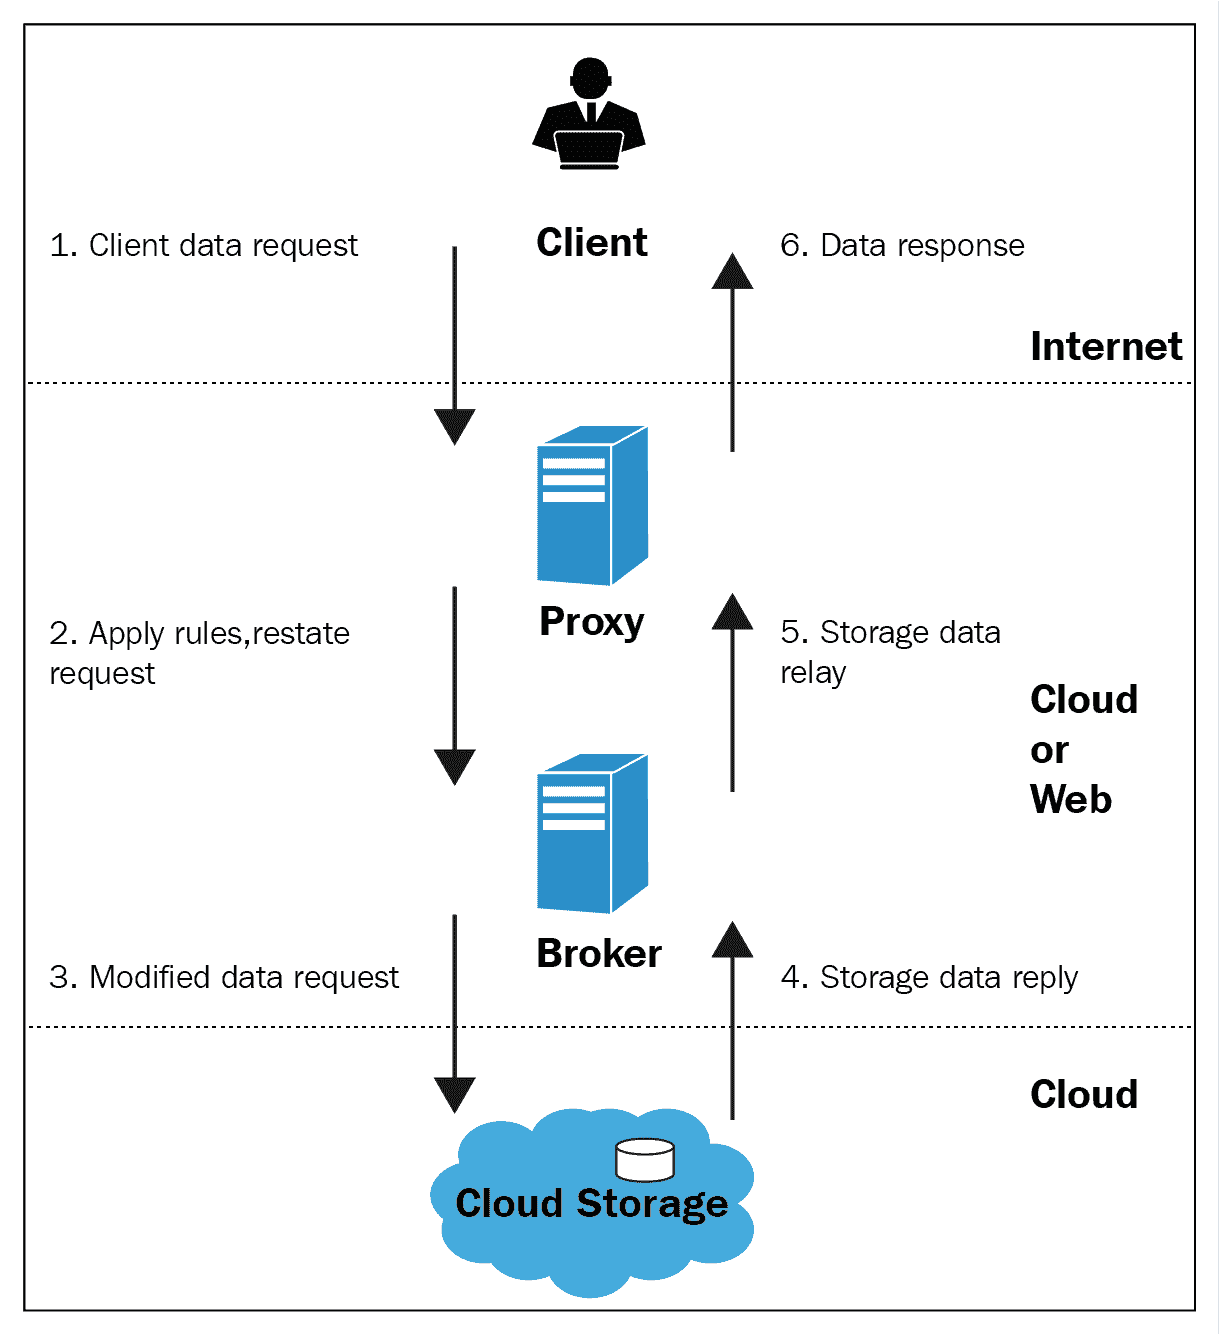 1. Client data request
Client
6. Data response
Internet
2. Apply rules,restate
request
Proxy
5. Storage data
relay
Cloud
or
Web
3. Modified data request
Broker
4. Storage data reply
Cloud
Cloud Storage